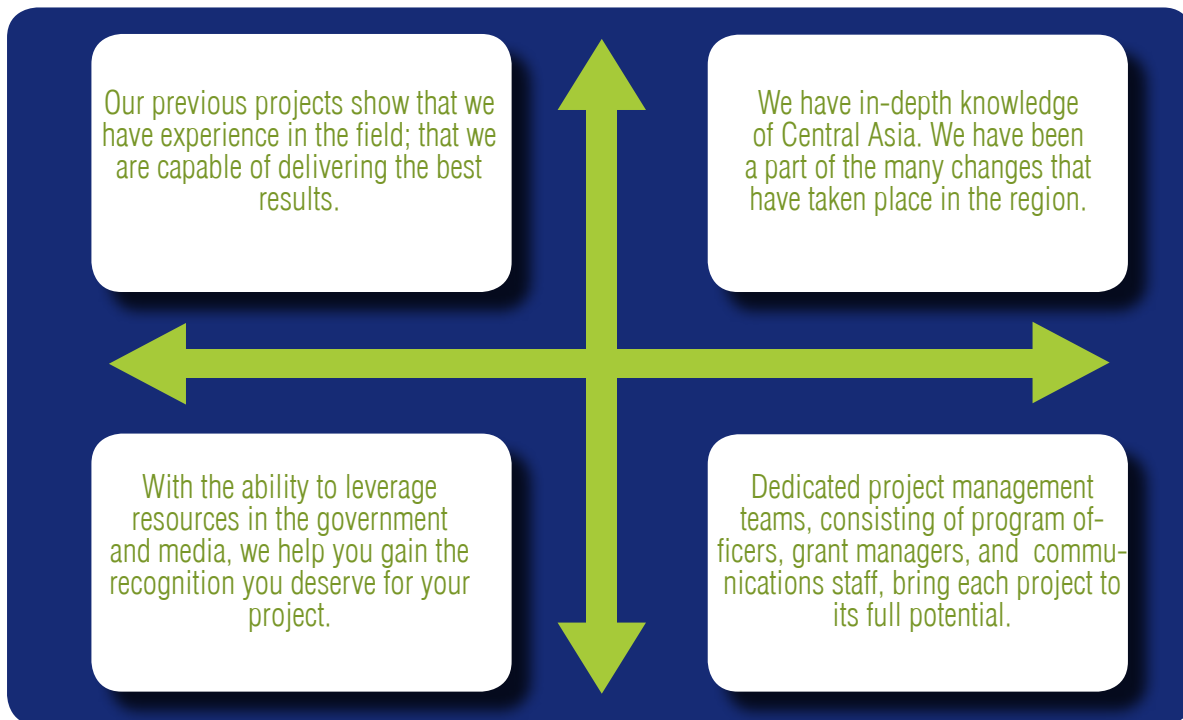 Our previous projects show that we
have experience in the field; that we
are capable of delivering the best
results.
We have in-depth knowledge
of Central Asia. We have been
a part of the many changes that
have taken place in the region.
With the ability to leverage
resources in the government
and media, we help you gain the
recognition you deserve for your
project.
Dedicated project management
teams, consisting of program of-
ficers, grant managers, and  commu-
nications staff, bring each project to
its full potential.